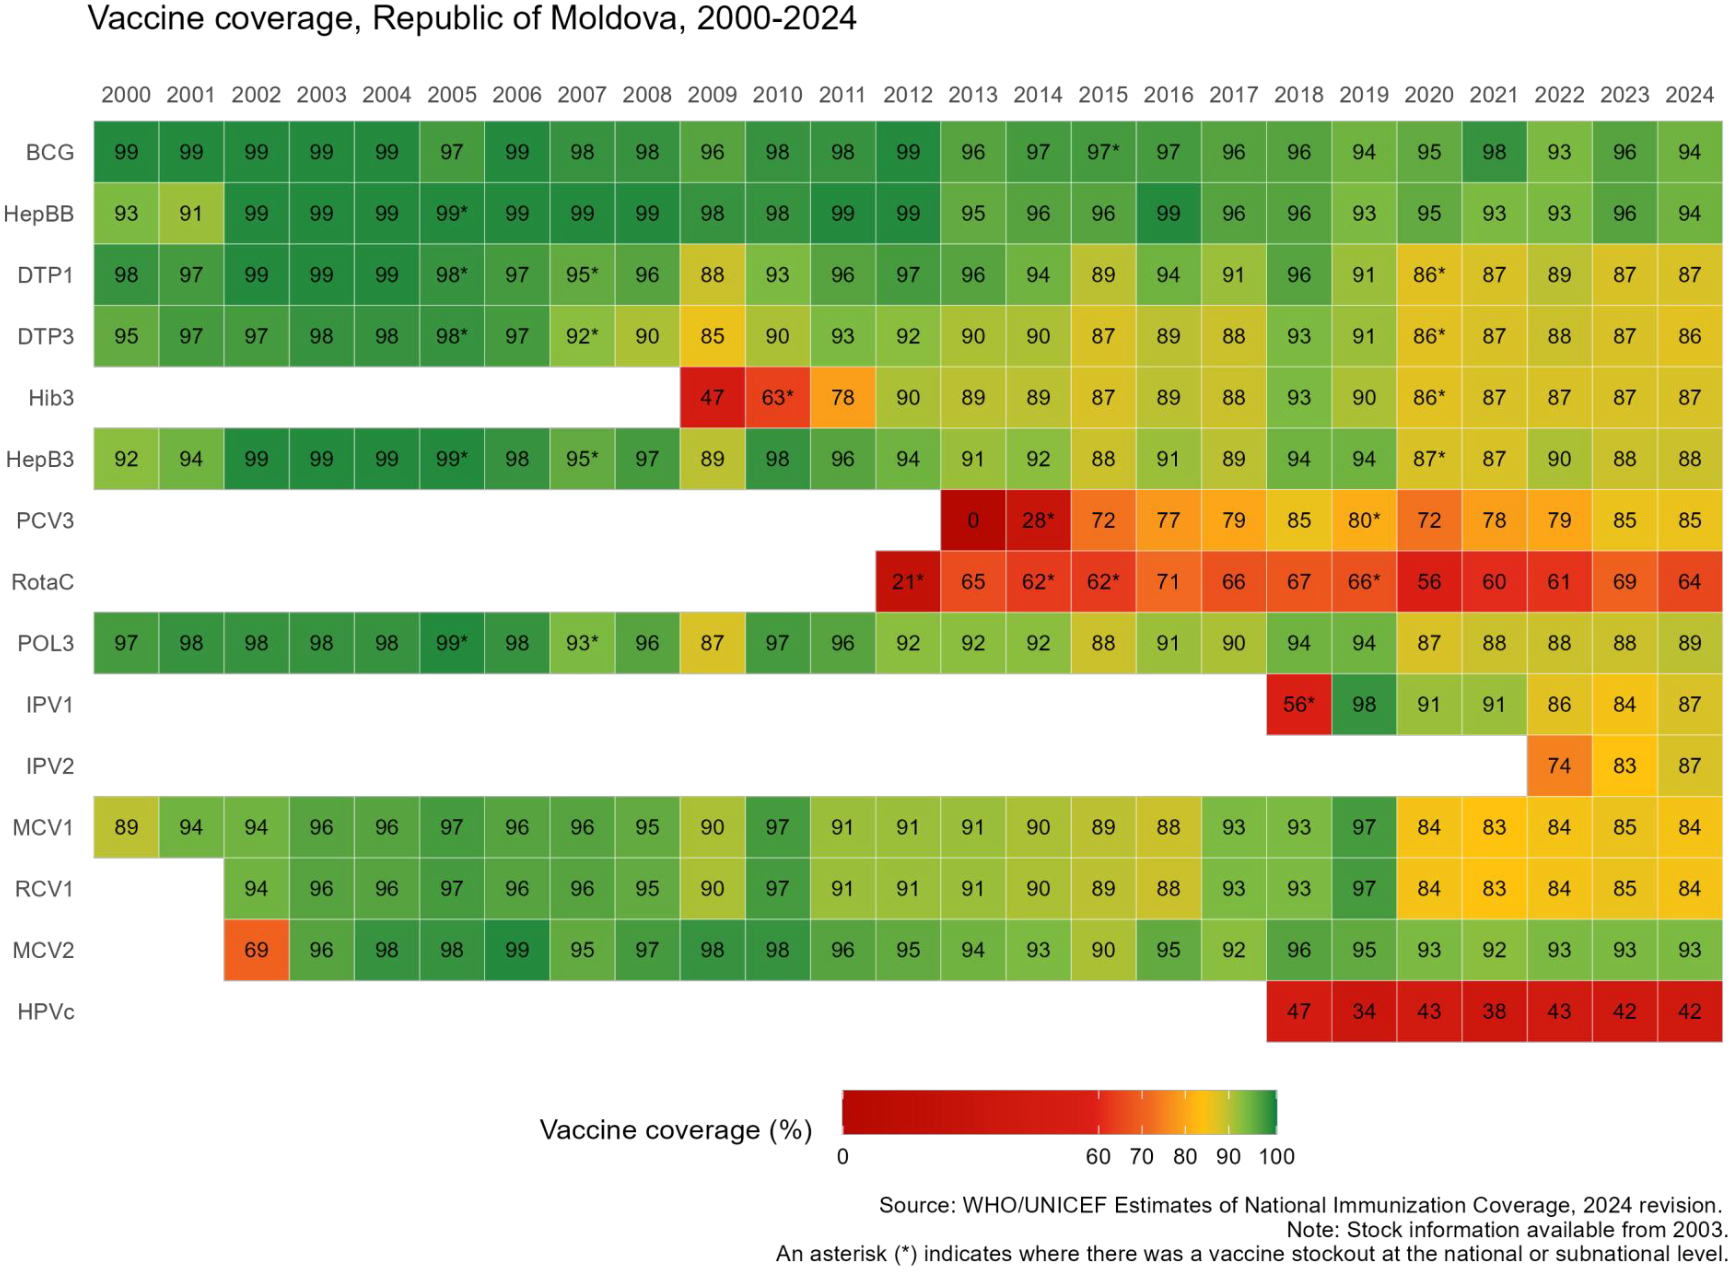 Vaccine coverage, Republic of Moldova, 2000-2024
2000 2001 2002 2003 2004 2005 2006 2007 2008 2009 2010 2011 2012 2013 2014 2015 2016 2017 2018 2019 2020 2021 2022 2023 2024
BCG 99 99 99 99 99 97 99 98 98 96 98 98 99 96 97 97* 97 96 96 94 95 98 93 96 94
HepBB 93 91 99 99 99 99* 99 99 99 98 98 99 99 95 96 96 99 96 96 93 95 93 93 96 94
DTP1 98 97 99 99 99 98* 97 95* 96 88 93 96 97 96 94 89 94 91 96 91 86* 87 89 87 87
DTP3 95 97 97 98 98 98* 97 92* 90 85 90 93 92 90 90 87 89 88 93 91 86* 87 88 87 86
Hib3 47 63* 78 90 89 89 87 89 88 93 90 86* 87 87 87 87
HepB3 92 94 99 99 99 99* 98 95* 97 89 98 96 94 91 92 88 91 89 94 94 87* 87 90 88 88
PCV3 0 28* 72 77 79 85 80* 72 78 79 85 85
RotaC 21* 65 62* 62* 71 66 67 66* 56 60 61 69 64
POL3 97 98 98 98 98 99* 98 93* 96 87 97 96 92 92 92 88 91 90 94 94 87 88 88 88 89
IPV1 56* 98 91 91 86 84 87
IPV2 74 83 87
MCV1 89 94 94 96 96 97 96 96 95 90 97 91 91 91 90 89 88 93 93 97 84 83 84 85 84
RCV1 94 96 96 97 96 96 95 90 97 91 91 91 90 89 88 93 93 97 84 83 84 85 84
MCV2 69 96 98 98 99 95 97 98 98 96 95 94 93 90 95 92 96 95 93 92 93 93 93
HPVc 47 34 43 38 43 42 42
Vaccine coverage (%)
0 60 70 80 90 100
Source: WHO/UNICEF Estimates of National Immunization Coverage, 2024 revision.
Note: Stock information available from 2003.
An asterisk (*) indicates where there was a vaccine stockout at the national or subnational level.